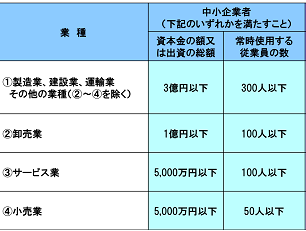 業 種
中小企業者
(下記のいずれかを満たすこと)
資本金の額又
は出資の総額
常時使用する
従業員の数
①製造業、建設業、運輸業
その他の業種(②~④を除く)
3億円以下
300人以下
②卸売業
1億円以下
100人以下
③サービス業
5,000万円以下
100人以下
④小売業
5,000万円以下
50人以下